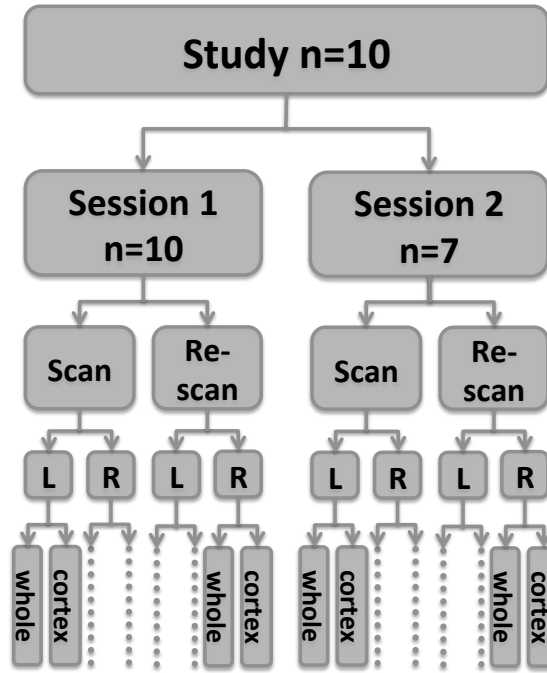 Study n=10
Session 1
n=10
Session 2
n=7
Scan
Re-
scan
Scan
Re-
scan
L
R
L
R
L
R
L
R
whole
cortex
whole
cortex
whole
cortex
whole
cortex